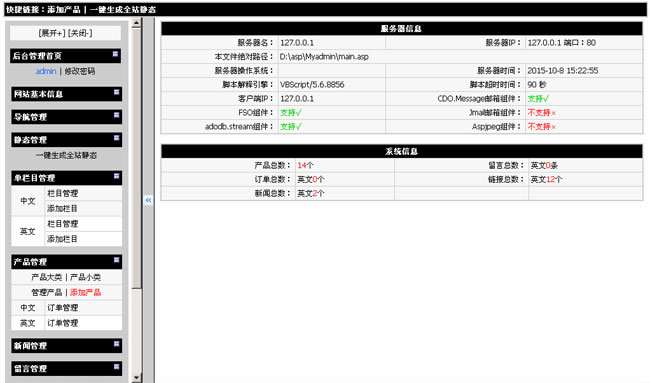 快捷链接：添加产品 | 一键生成全站静态
[展开+] [关闭-]
后台管理首页
admin | 修改密码
网站基本信息
导航管理
静态管理
一键生成全站静态
单栏目管理
中文 栏目管理
添加栏目
英文 栏目管理
添加栏目
产品管理
产品大类 | 产品小类
管理产品 | 添加产品
中文 订单管理
英文 订单管理
新闻管理
留言管理
服务器信息
服务器名： 127.0.0.1 服务器IP： 127.0.0.1 端口：80
本文件绝对路径： D:\asp\Myadmin\main.asp
服务器操作系统： 服务器时间： 2015-10-8 15:22:55
脚本解释引擎： VBScript/5.6.8856 脚本超时时间： 90 秒
客户端IP： 127.0.0.1 CDO.Message邮箱组件： 支持√
FSO组件： 支持√ Jmail邮箱组件： 不支持×
adodb.stream组件： 支持√ Aspjpeg组件： 不支持×
系统信息
产品总数： 14个 留言总数： 英文0条
订单总数： 英文0个 链接总数： 英文12个
新闻总数： 英文2个